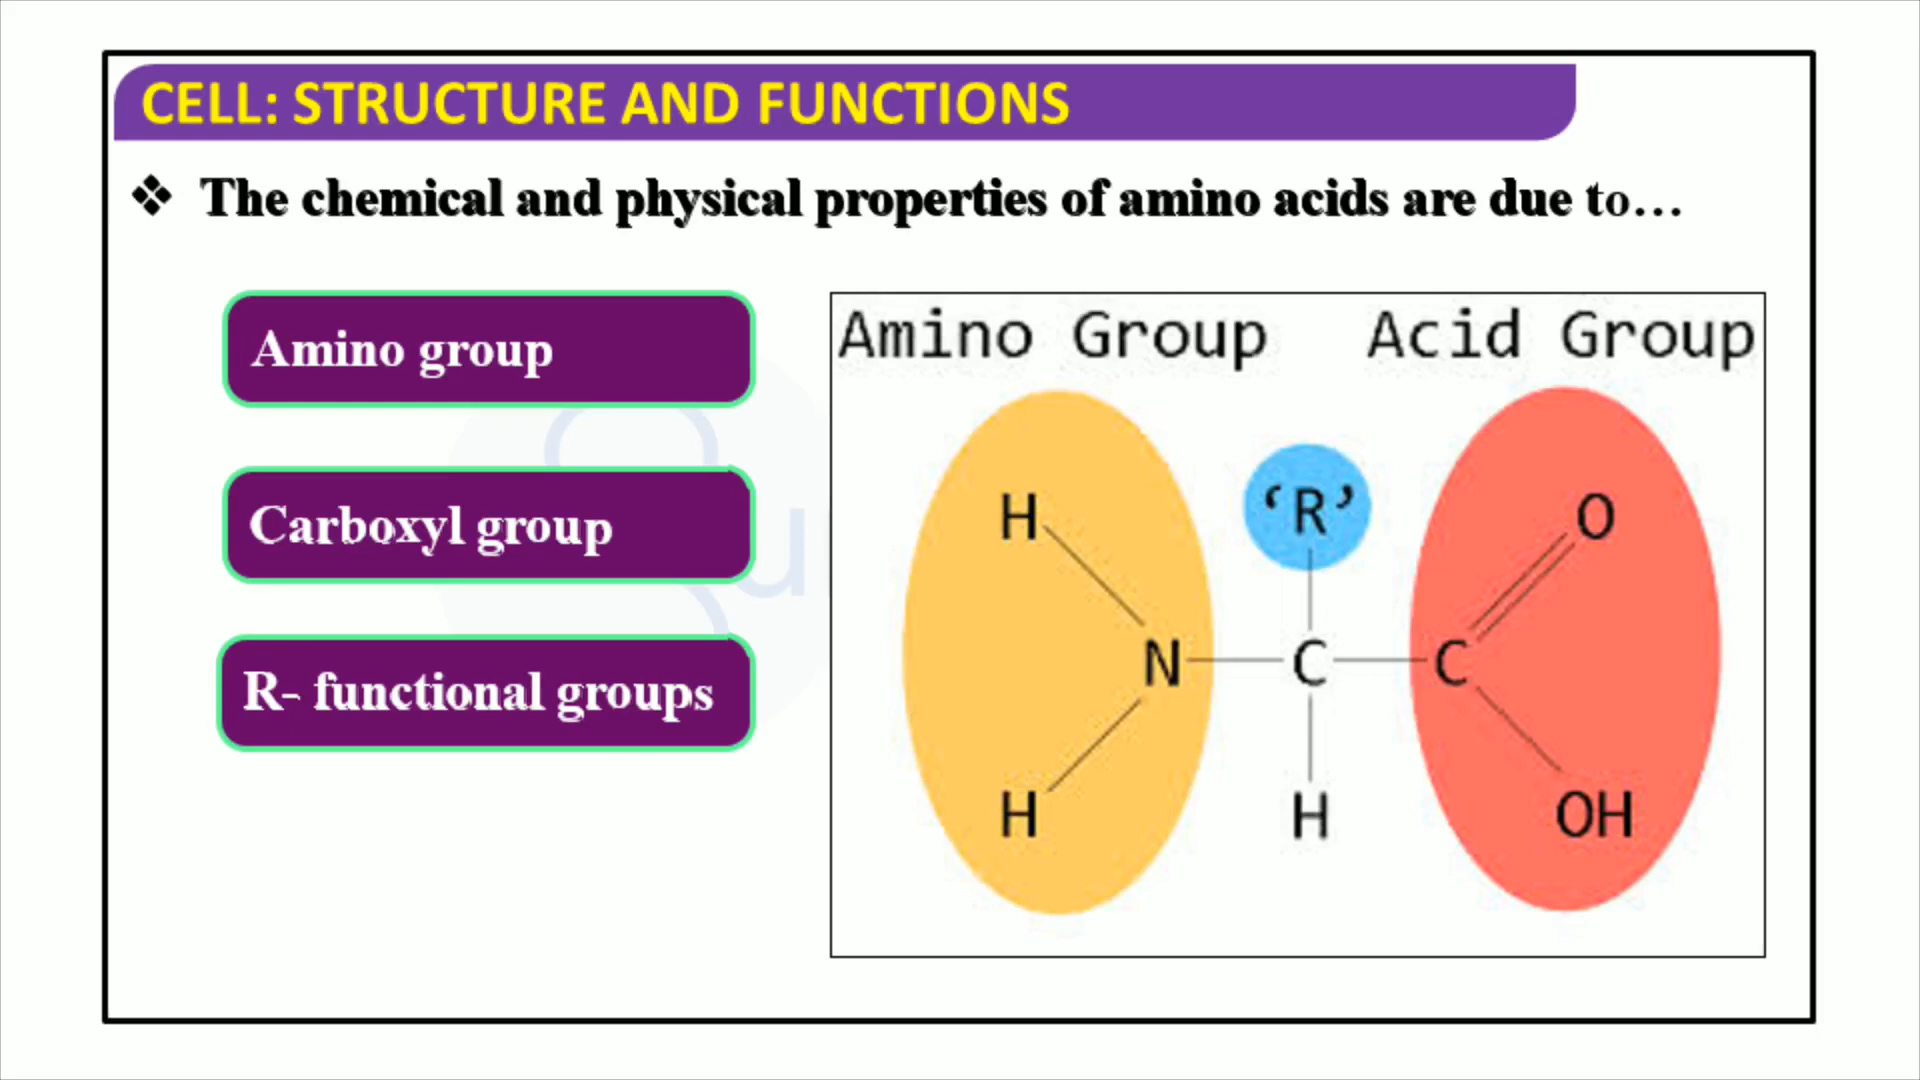 CELL: STRUCTURE AND FUNCTIONS
❖ The chemical and physical properties of amino acids are due to…
Amino group
Carboxyl group
R- functional groups
Amino Group Acid Group
H ‘R’ O
N C C
H H OH